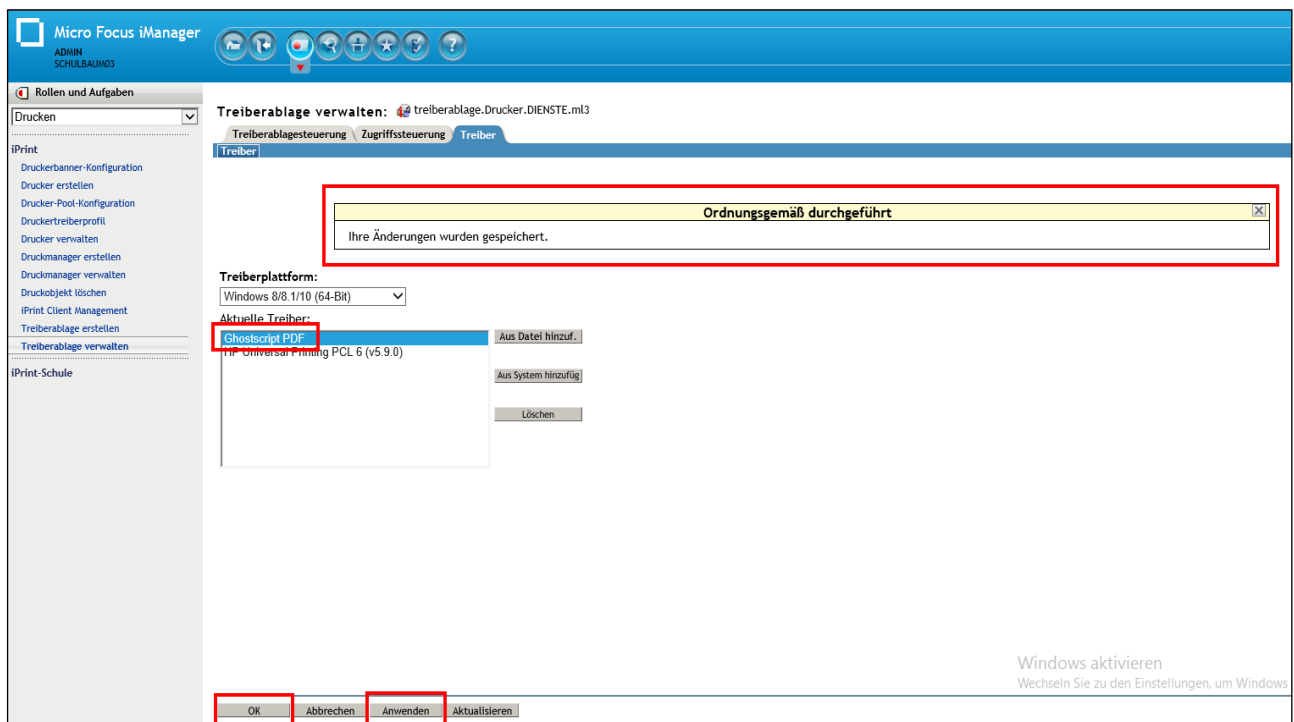 Micro Focus iManager
ADMIN
SCHULBAUM03
?
Rollen und Aufgaben
Drucken
iPrint
Druckerbanner-Konfiguration
Drucker erstellen
Drucker-Pool-Konfiguration
Druckertreiberprofil
Drucker verwalten
Druckmanager erstellen
Druckmanager verwalten
Druckobjekt löschen
iPrint Client Management
Treiberablage erstellen
Treiberablage verwalten
iPrint-Schule
Treiberablage verwalten: treiberablage.Drucker.DIENSTE.ml3
Treiberablagesteuerung Zugriffssteuerung Treiber
Treiber
Ordnungsgemäß durchgeführt
Ihre Änderungen wurden gespeichert.
Treiberplattform:
Windows 8/8.1/10 (64-Bit)
Aktuelle Treiber:
Ghostscript PDF
HP Universal Printing PCL 6 (v5.9.0)
Aus Datei hinzuf.
Aus System hinzufüg
Löschen
Windows aktivieren
Wechseln Sie zu den Einstellungen, um Windows
OK Abbrechen Anwenden Aktualisieren